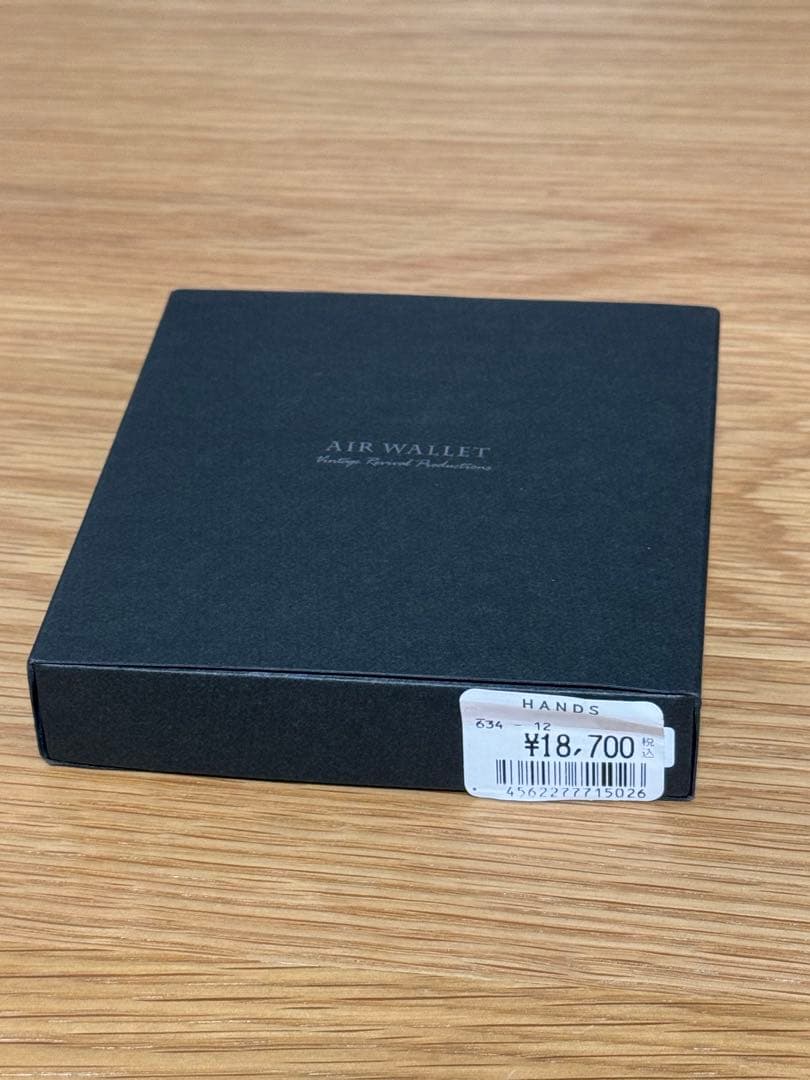 AIR WALLET
Vintage Revival Productions
HANDS
634 - 12
¥18,700 税込
4562277715026